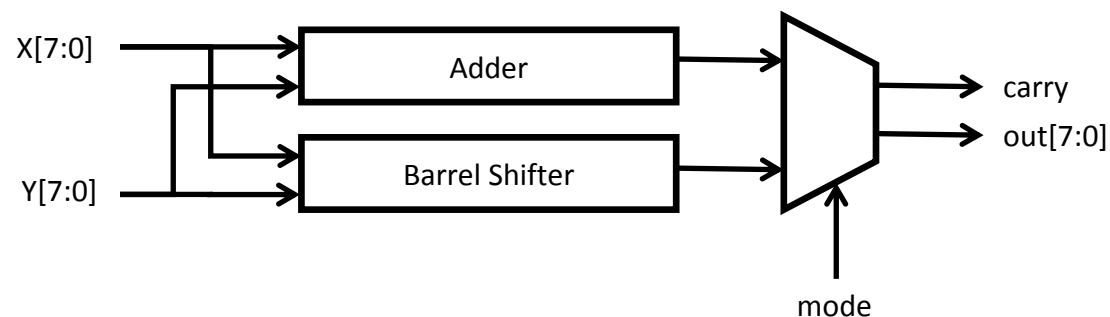 X[7:0]
Adder
carry
out[7:0]
Barrel Shifter
Y[7:0]
mode